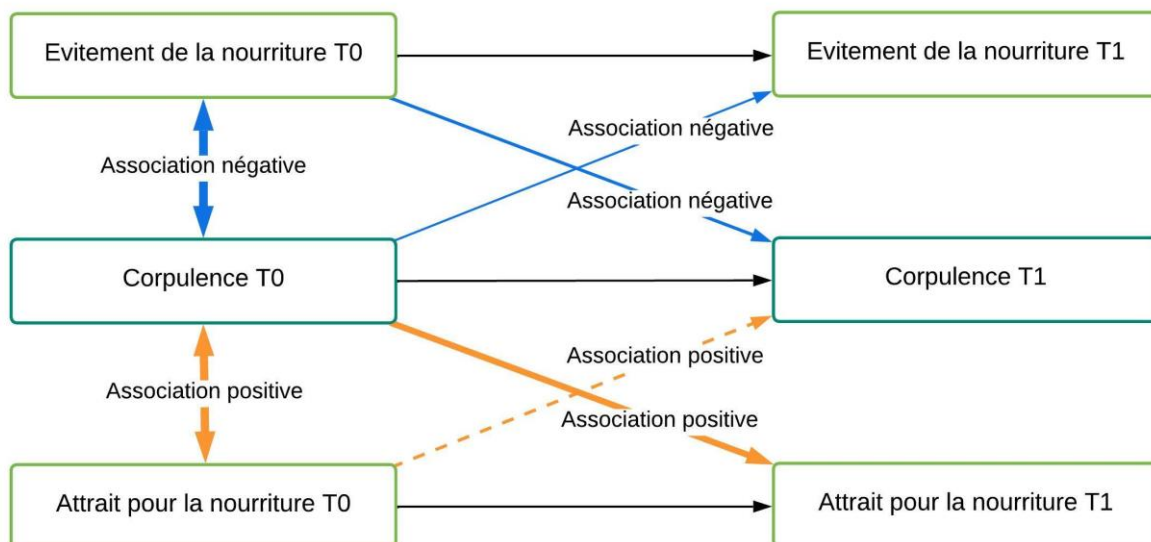 Evitement de la nourriture T0
Evitement de la nourriture T1
Association négative
Association négative
Association négative
Corpulence T0
Corpulence T1
Association positive
Association positive
Association positive
Attrait pour la nourriture T0
Attrait pour la nourriture T1